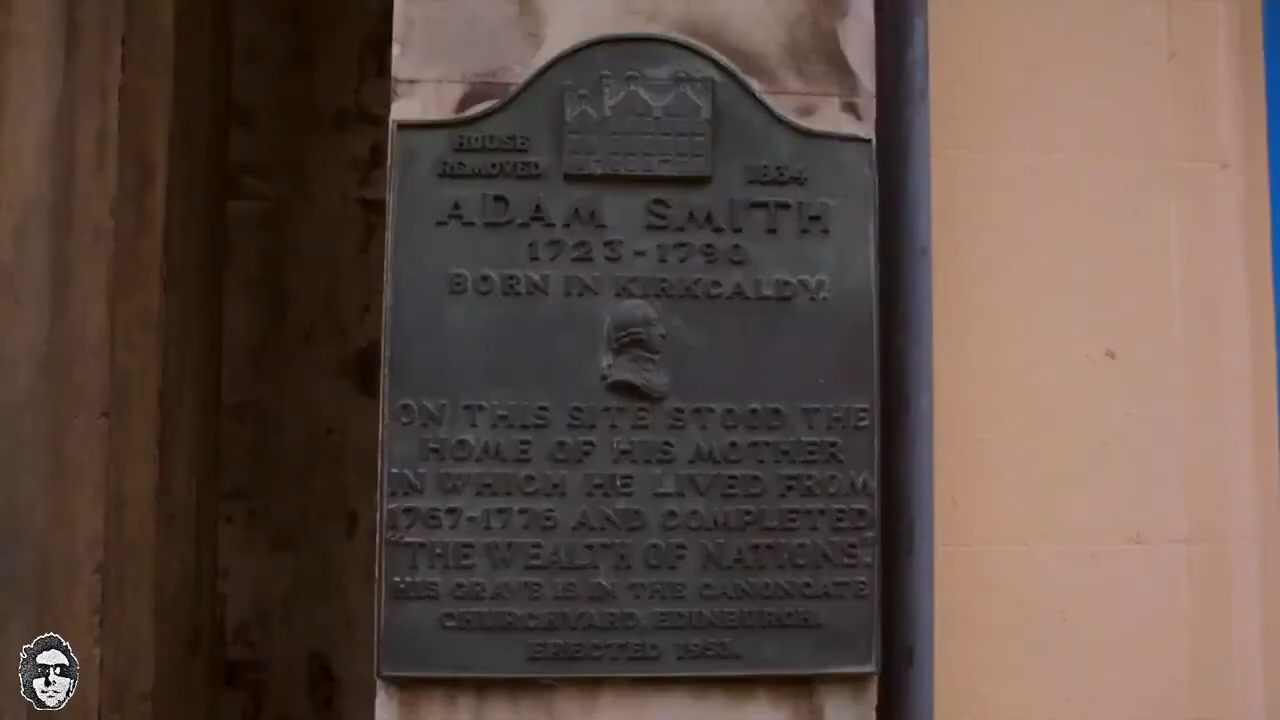 HOUSE
REMOVED
1834
ADAM SMITH
1723-1790
BORN IN KIRKCALDY.
ON THIS SITE STOOD THE
HOME OF HIS MOTHER
IN WHICH HE LIVED FROM
1767-1776 AND COMPLETED
"THE WEALTH OF NATIONS."
HIS GRAVE IS IN THE CANONGATE
CHURCHYARD, EDINBURGH.
ERECTED 1953.